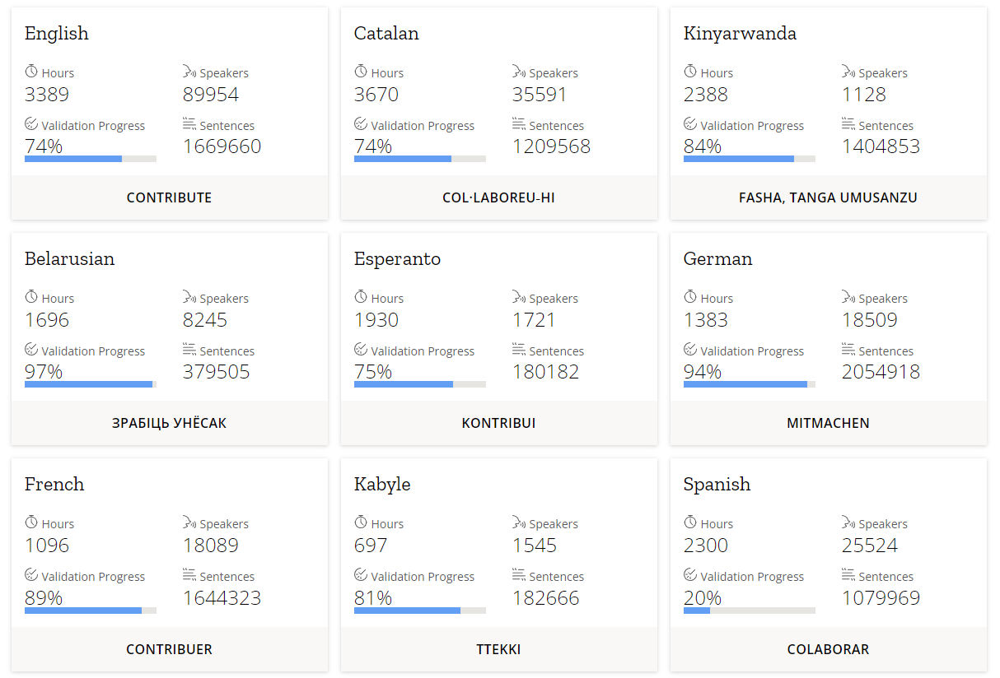 English
Hours
Speakers
3389
89954
Validation Progress
Sentences
74%
1669660
CONTRIBUTE
Catalan
Hours
Speakers
3670
35591
Validation Progress
Sentences
74%
1209568
COL·LABOREU-HI
Kinyarwanda
Hours
Speakers
2388
1128
Validation Progress
Sentences
84%
1404853
FASHA, TANGA UMUSANZU
Belarusian
Hours
Speakers
1696
8245
Validation Progress
Sentences
97%
379505
ЗРАБІЦЬ УНЁСАК
Esperanto
Hours
Speakers
1930
1721
Validation Progress
Sentences
75%
180182
KONTRIBUI
German
Hours
Speakers
1383
18509
Validation Progress
Sentences
94%
2054918
MITMACHEN
French
Hours
Speakers
1096
18089
Validation Progress
Sentences
89%
1644323
CONTRIBUER
Kabyle
Hours
Speakers
697
1545
Validation Progress
Sentences
81%
182666
TTEKKI
Spanish
Hours
Speakers
2300
25524
Validation Progress
Sentences
20%
1079969
COLABORAR